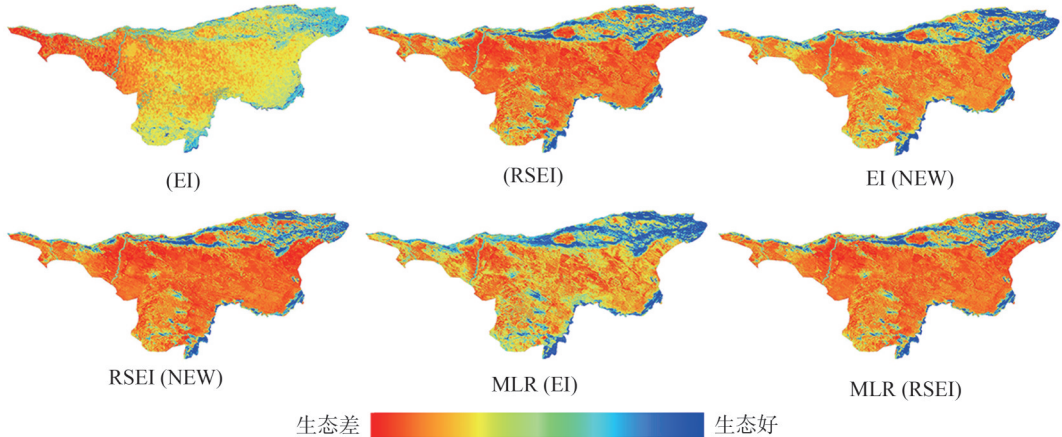 (EI)
(RSEI)
EI (NEW)
RSEI (NEW)
MLR (EI)
MLR (RSEI)
生态差
生态好